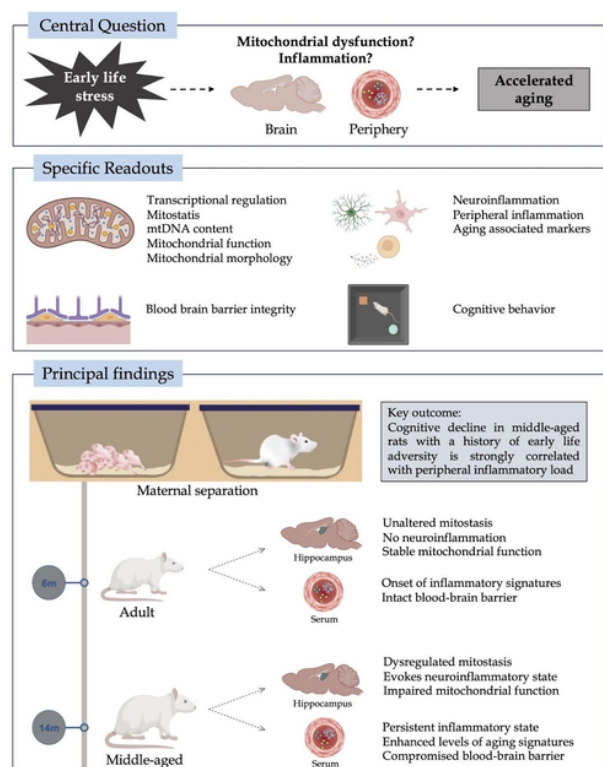 Central Question
Early life
stress
Mitochondrial dysfunction?
Inflammation?
Brain
Periphery
Accelerated
aging
Specific Readouts
Transcriptional regulation
Mitostatis
mtDNA content
Mitochondrial function
Mitochondrial morphology
Neuroinflammation
Peripheral inflammation
Aging associated markers
Blood brain barrier integrity
Cognitive behavior
Principal findings
Key outcome:
Cognitive decline in middle-aged
rats with a history of early life
adversity is strongly correlated
with peripheral inflammatory load
Maternal separation
6m
Adult
Hippocampus
Unaltered mitostasis
No neuroinflammation
Stable mitochondrial function
Serum
Onset of inflammatory signatures
Intact blood-brain barrier
14m
Middle-aged
Hippocampus
Dysregulated mitostasis
Evokes neuroinflammatory state
Impaired mitochondrial function
Serum
Persistent inflammatory state
Enhanced levels of aging signatures
Compromised blood-brain barrier